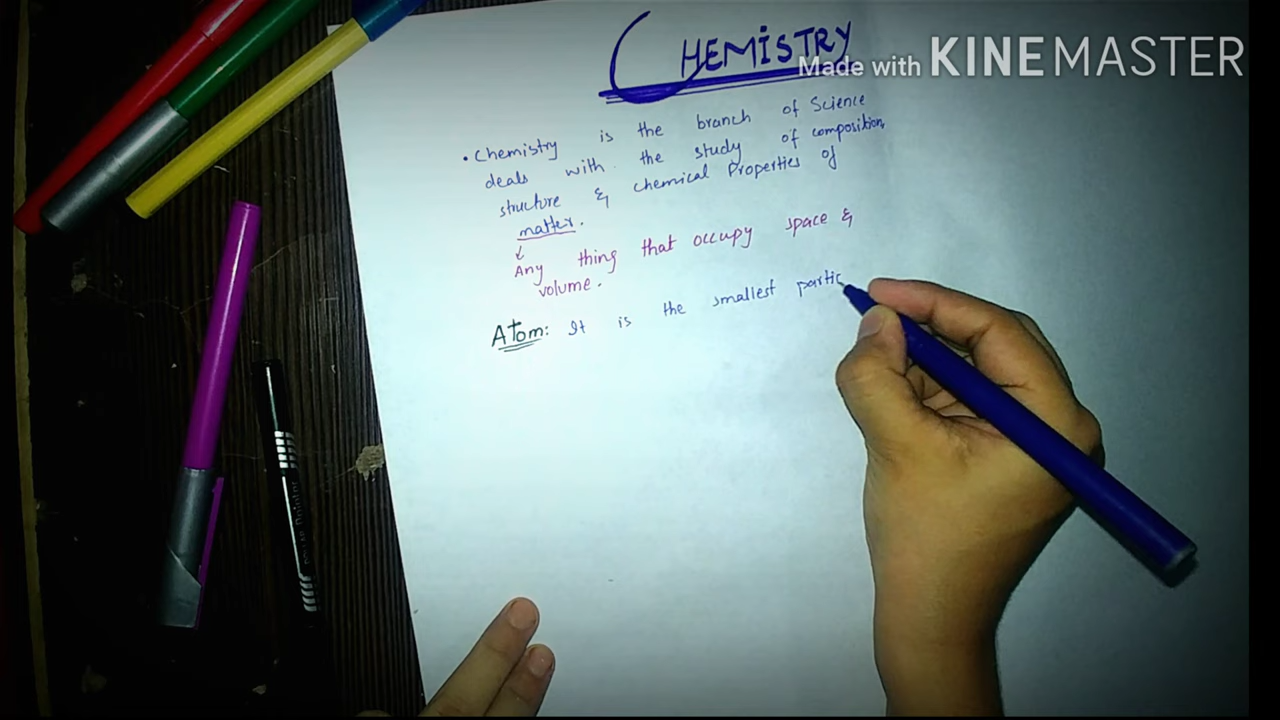 CHEMISTRY
Made with KINEMASTER
• Chemistry is the branch of Science
deals with the study of composition,
structure & chemical Properties of
matter.
Any thing that occupy space &
volume.
Atom: It is the smallest partic